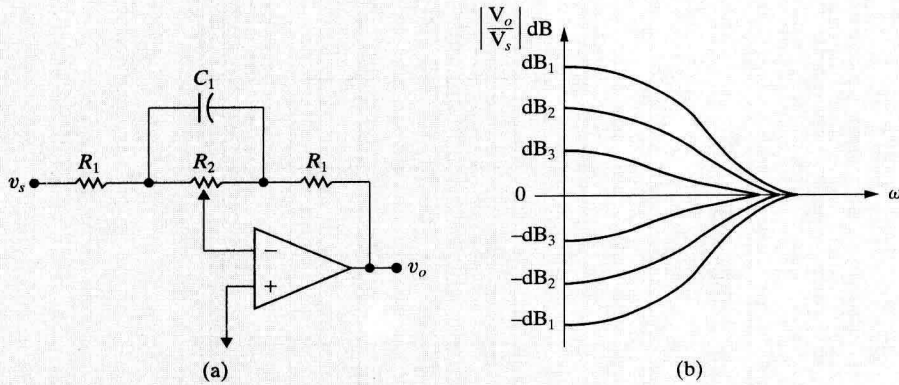 C₁
R₁
R₂
R₁
vₛ
−
+
vₒ
(a)
|Vₒ/Vₛ| dB
dB₁
dB₂
dB₃
0
ω
−dB₃
−dB₂
−dB₁
(b)